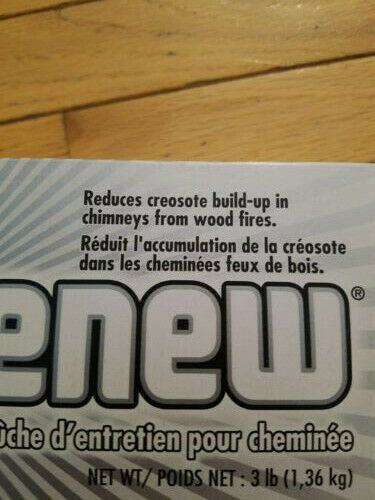 Reduces creosote build-up in
chimneys from wood fires.
Réduit l'accumulation de la créosote
dans les cheminées feux de bois.
enew®
ûche d'entretien pour cheminée
NET WT/ POIDS NET : 3 lb (1,36 kg)